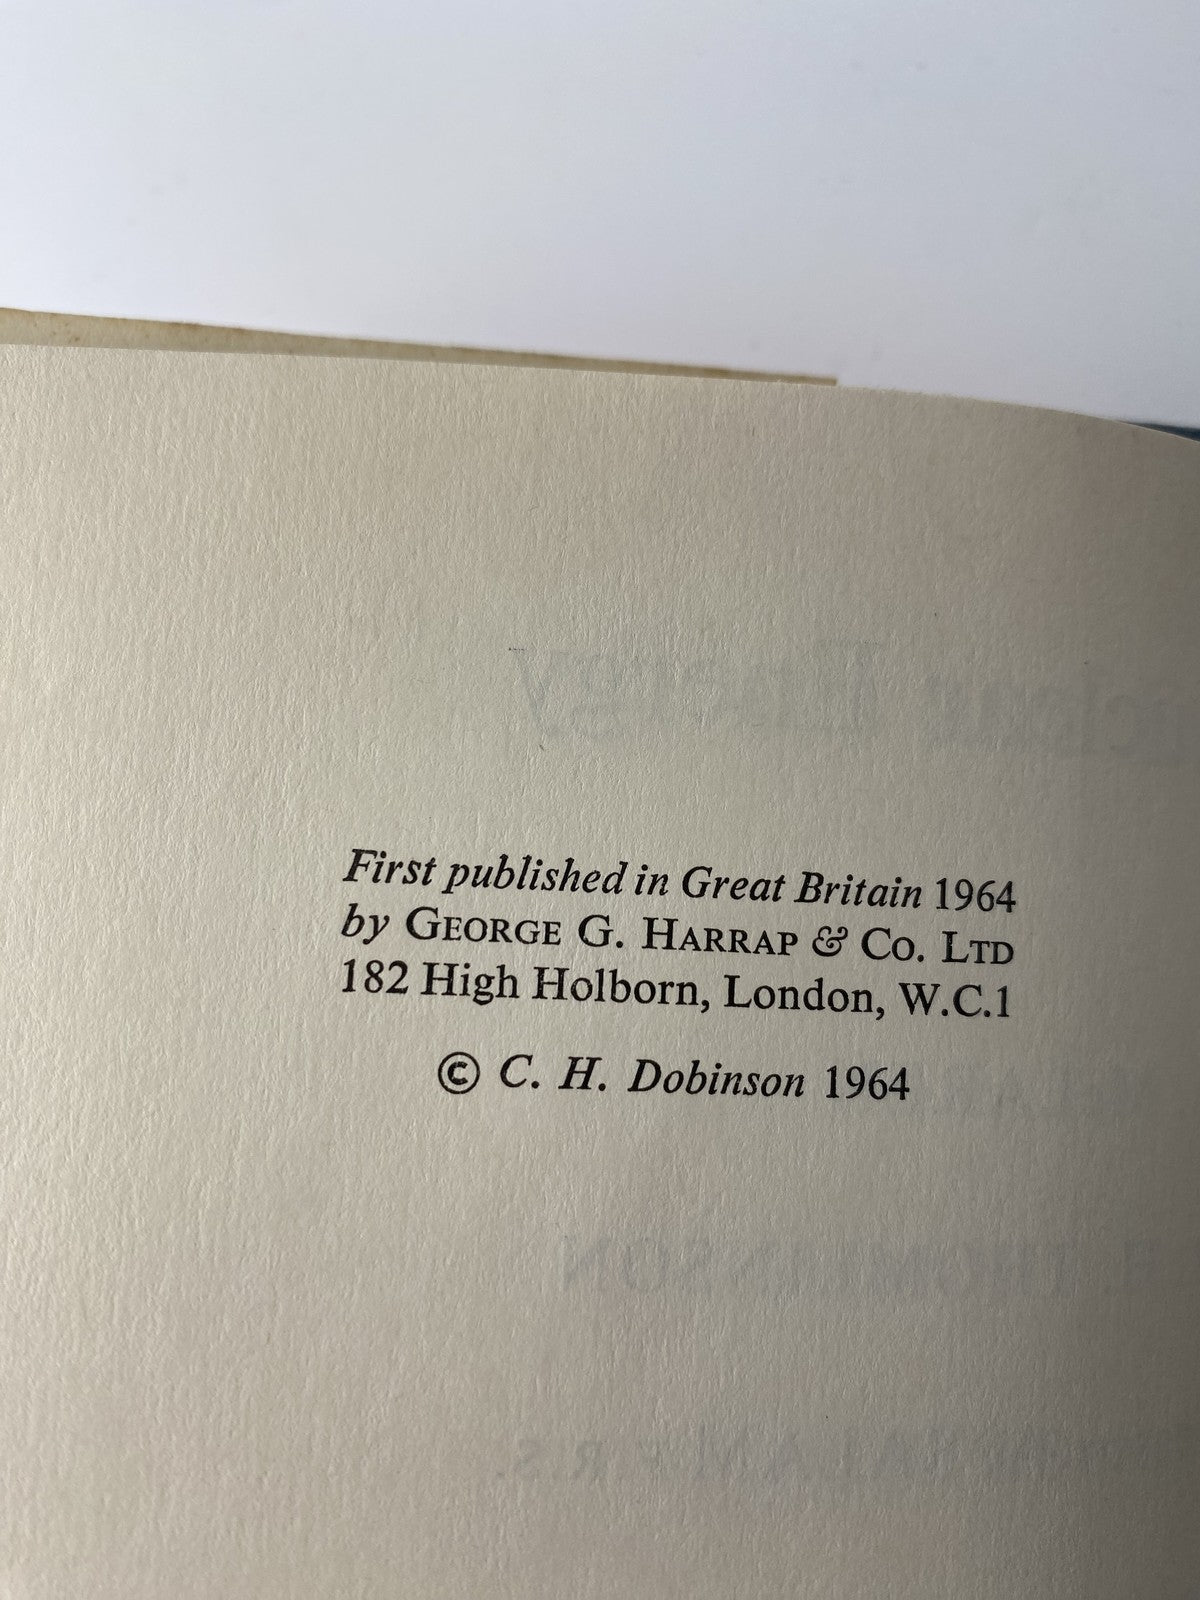 First published in Great Britain 1964
by GEORGE G. HARRAP & CO. LTD
182 High Holborn, London, W.C.1
© C. H. Dobinson 1964